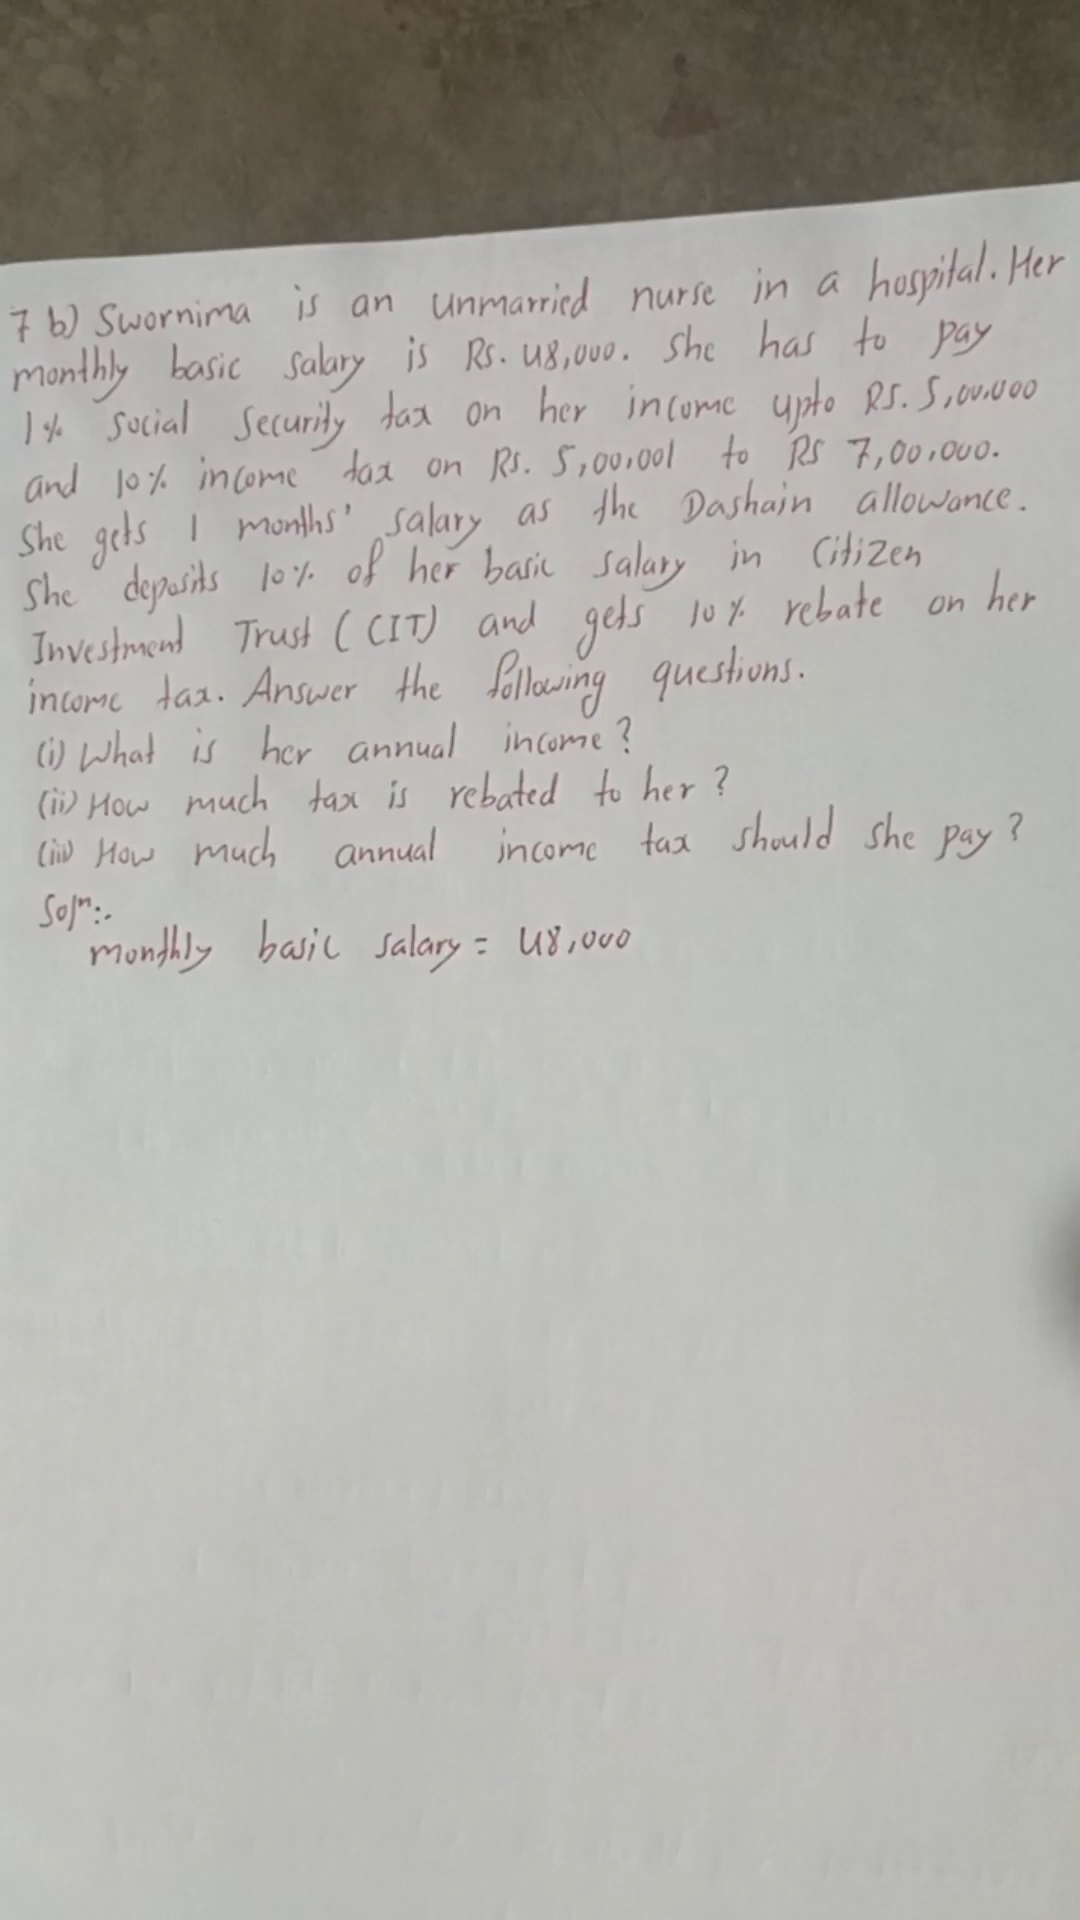 7 b) Swornima is an unmarried nurse in a hospital. Her
monthly basic salary is Rs. 48,000. She has to pay
1% Social Security tax on her income upto RS. 5,00,000
and 10% income tax on Rs. 5,00,001 to RS 7,00,000.
She gets 1 months' salary as the Dashain allowance.
She deposits 10% of her basic salary in Citizen
Investment Trust (CIT) and gets 10% rebate on her
income tax. Answer the following questions.
(i) What is her annual income?
(ii) How much tax is rebated to her?
(iii) How much annual income tax should she pay?
Solⁿ:.
monthly basic salary = 48,000